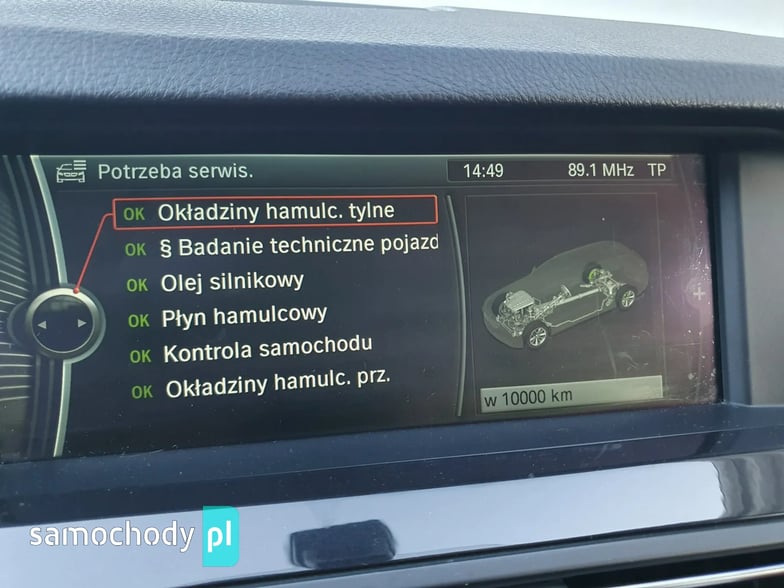 Potrzeba serwis.
14:49
89.1 MHz TP
OK Okładziny hamulc. tylne
OK § Badanie techniczne pojazd
OK Olej silnikowy
OK Płyn hamulcowy
OK Kontrola samochodu
OK Okładziny hamulc. prz.
w 10000 km
samochody pl